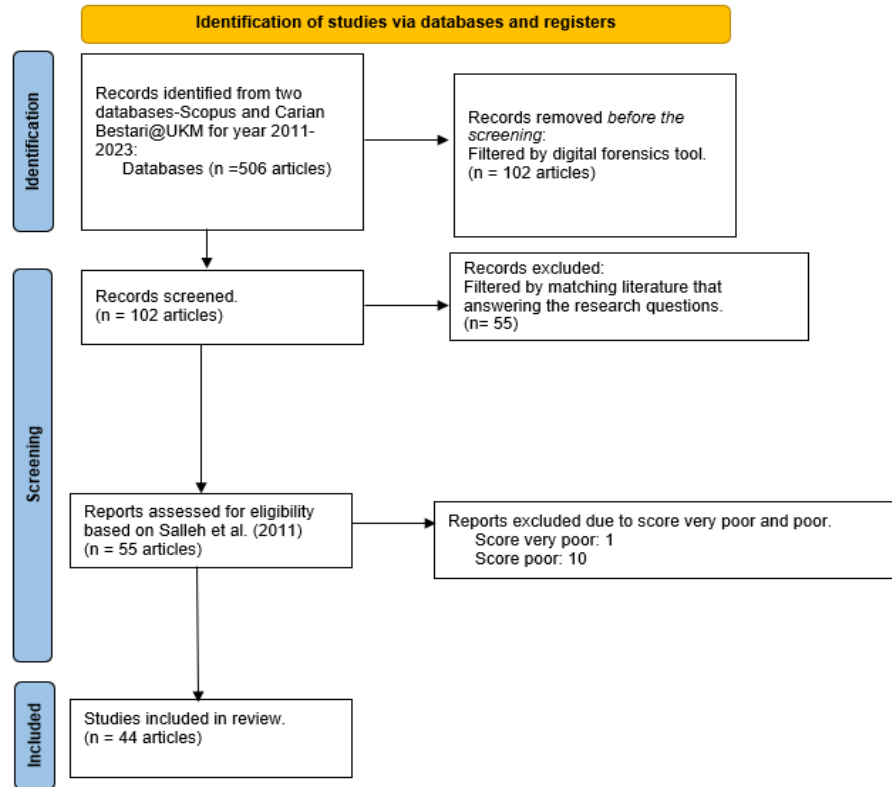 Identification of studies via databases and registers
Identification
Records identified from two
databases-Scopus and Carian
Bestari@UKM for year 2011-
2023:
Databases (n =506 articles)
Records removed before the
screening:
Filtered by digital forensics tool.
(n = 102 articles)
Screening
Records screened.
(n = 102 articles)
Records excluded:
Filtered by matching literature that
answering the research questions.
(n= 55)
Reports assessed for eligibility
based on Salleh et al. (2011)
(n = 55 articles)
Reports excluded due to score very poor and poor.
Score very poor: 1
Score poor: 10
Included
Studies included in review.
(n = 44 articles)